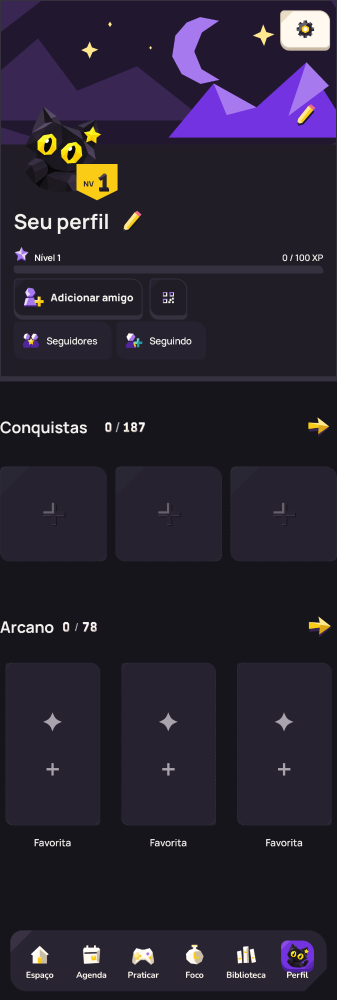 NV 1
Seu perfil
Nível 1 0 / 100 XP
Adicionar amigo
Seguidores Seguindo
Conquistas 0 / 187
Arcano 0 / 78
Favorita Favorita Favorita
Espaço Agenda Praticar Foco Biblioteca Perfil